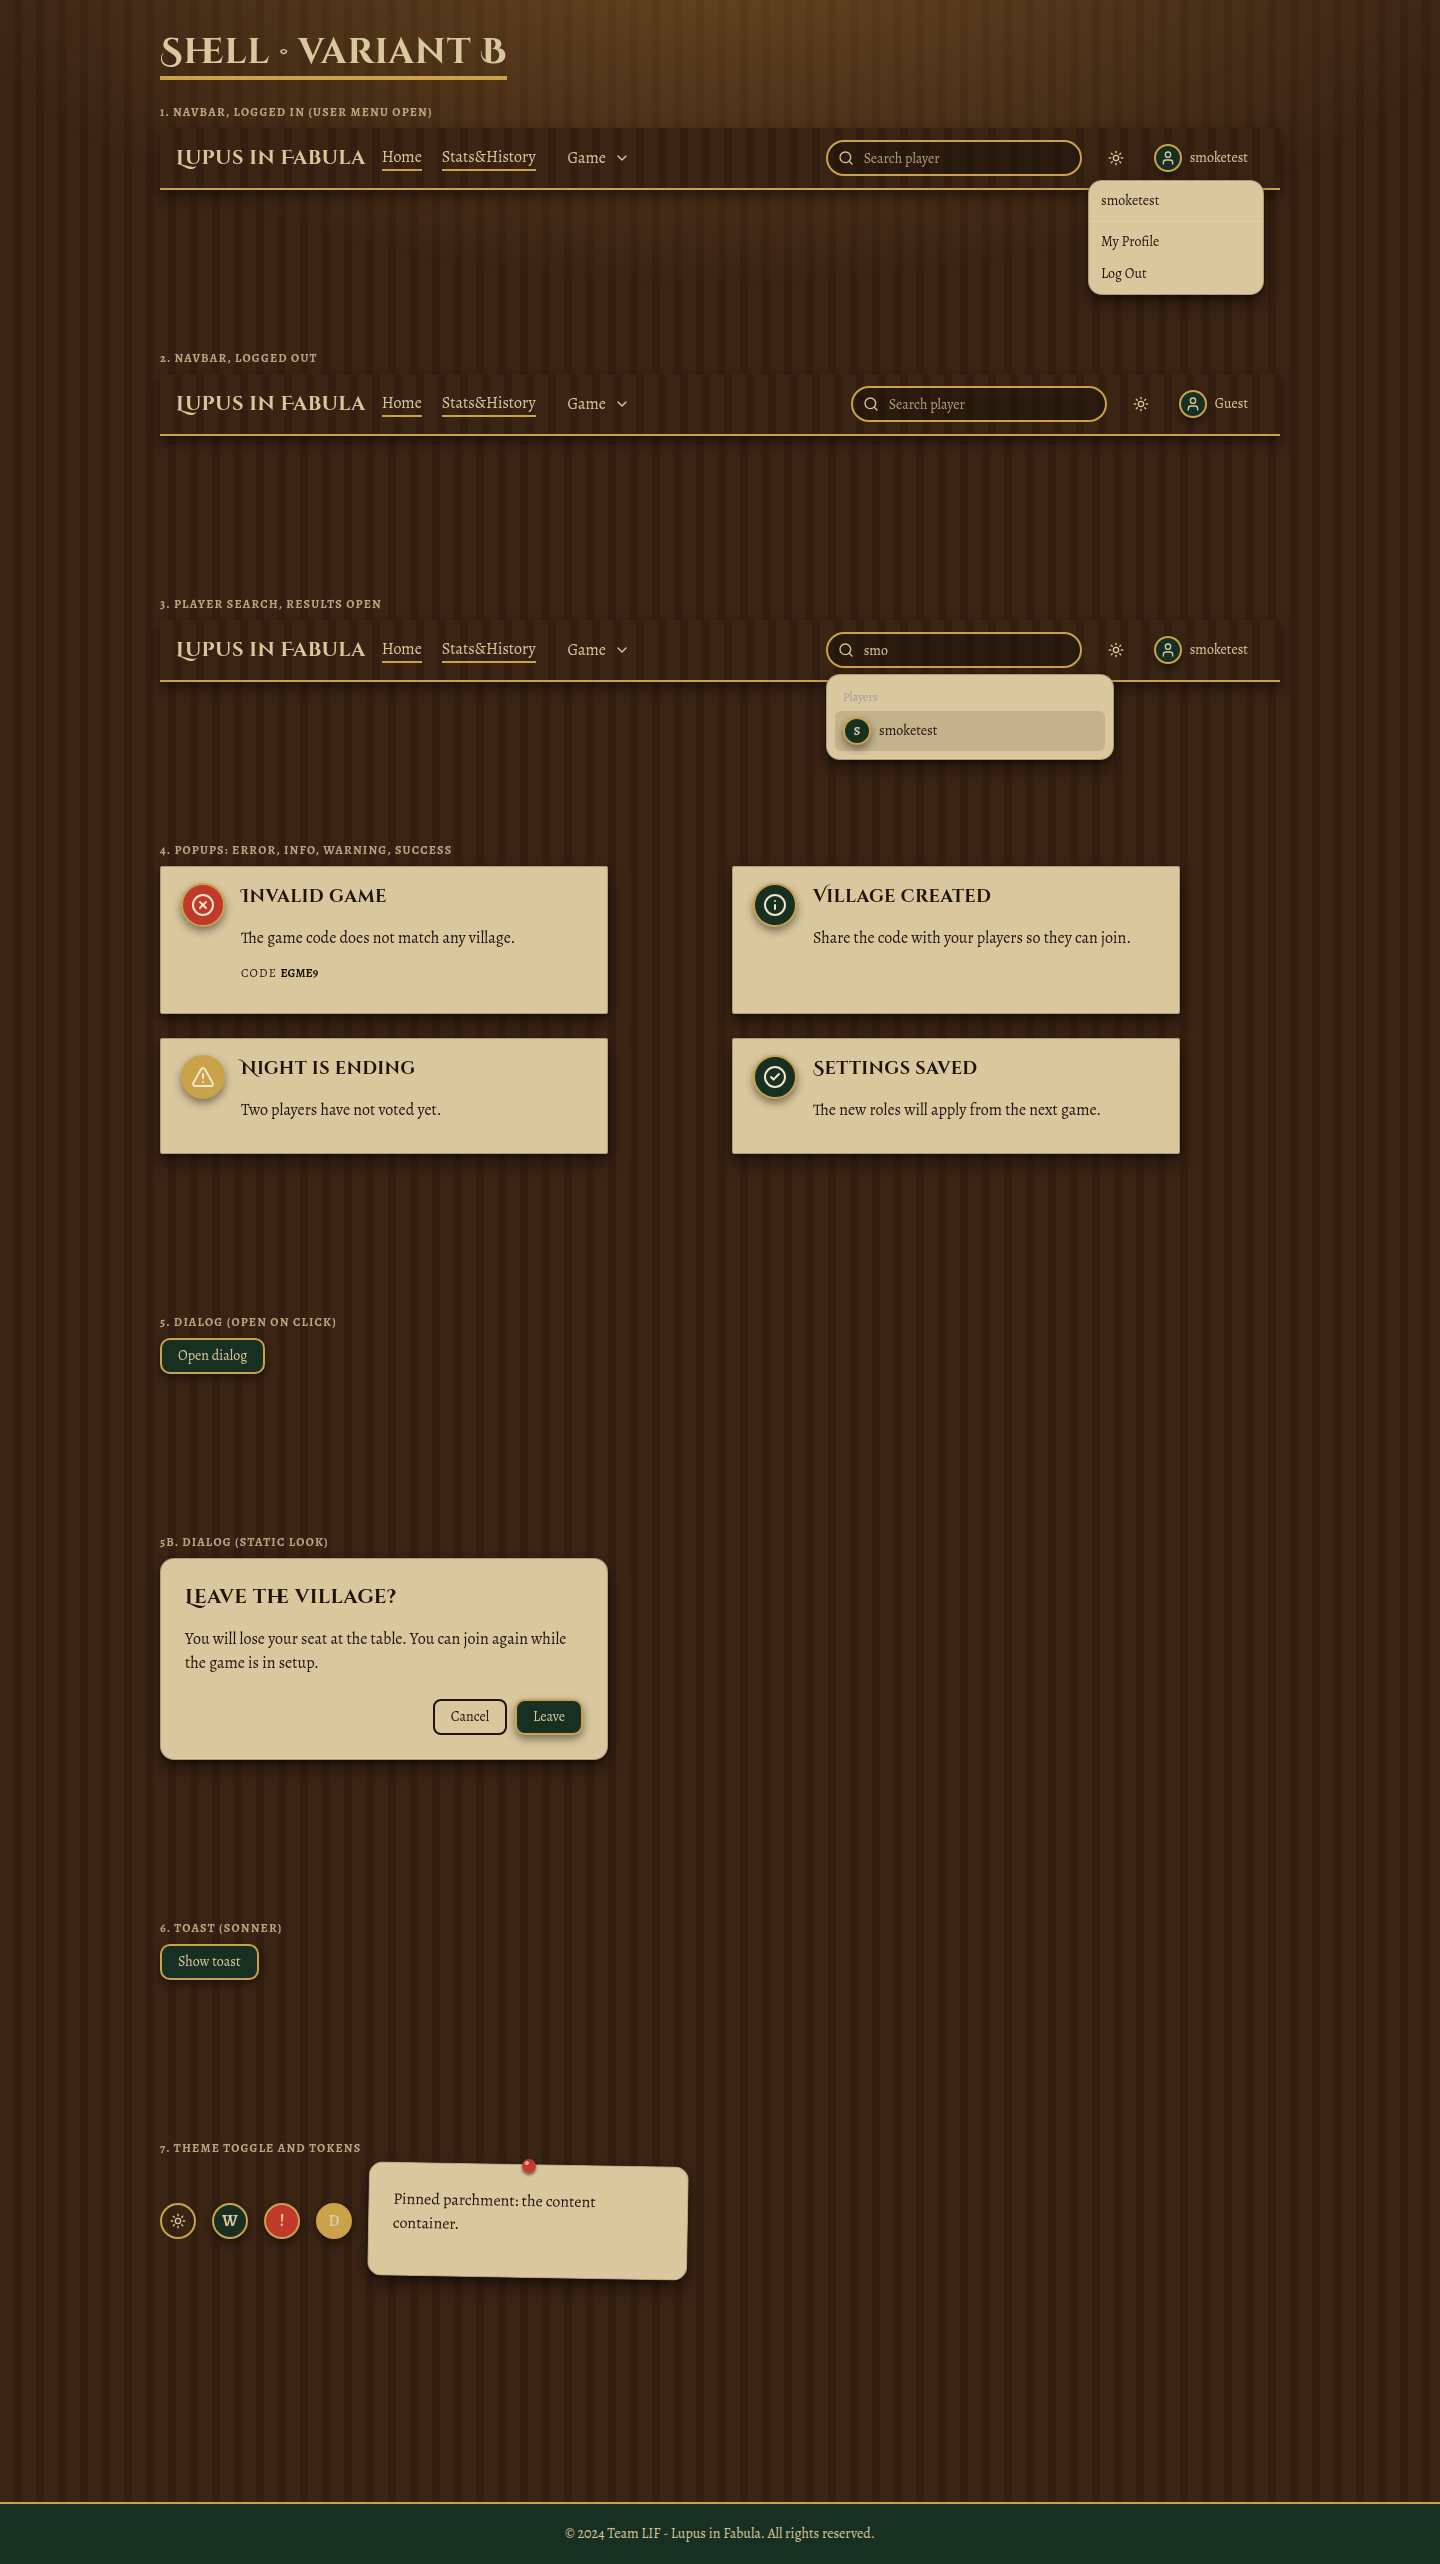 SHELL · VARIANT B
1. NAVBAR, LOGGED IN (USER MENU OPEN)
LUPUS IN FABULA Home Stats&History Game Search player smoketest
smoketest
My Profile
Log Out
2. NAVBAR, LOGGED OUT
LUPUS IN FABULA Home Stats&History Game Search player Guest
3. PLAYER SEARCH, RESULTS OPEN
LUPUS IN FABULA Home Stats&History Game smo smoketest
Players
S smoketest
4. POPUPS: ERROR, INFO, WARNING, SUCCESS
INVALID GAME
The game code does not match any village.
CODE EGME9
VILLAGE CREATED
Share the code with your players so they can join.
NIGHT IS ENDING
Two players have not voted yet.
SETTINGS SAVED
The new roles will apply from the next game.
5. DIALOG (OPEN ON CLICK)
Open dialog
5B. DIALOG (STATIC LOOK)
LEAVE THE VILLAGE?
You will lose your seat at the table. You can join again while
the game is in setup.
Cancel Leave
6. TOAST (SONNER)
Show toast
7. THEME TOGGLE AND TOKENS
W ! D
Pinned parchment: the content
container.
© 2024 Team LIF - Lupus in Fabula. All rights reserved.